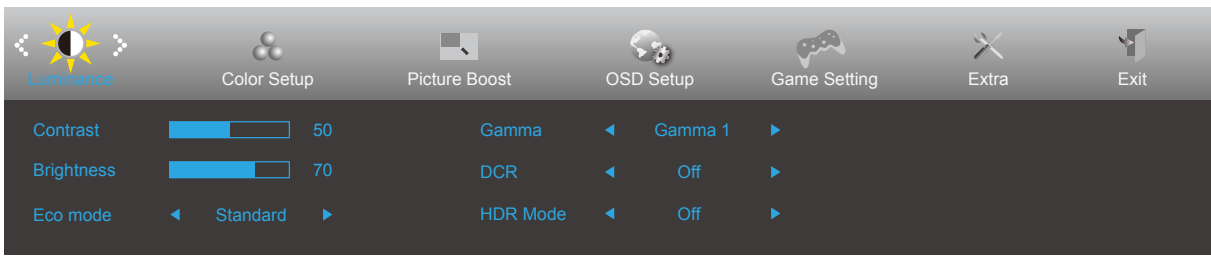 Luminance Color Setup Picture Boost OSD Setup Game Setting Extra Exit
Contrast 50 Gamma Gamma 1
Brightness 70 DCR Off
Eco mode Standard HDR Mode Off